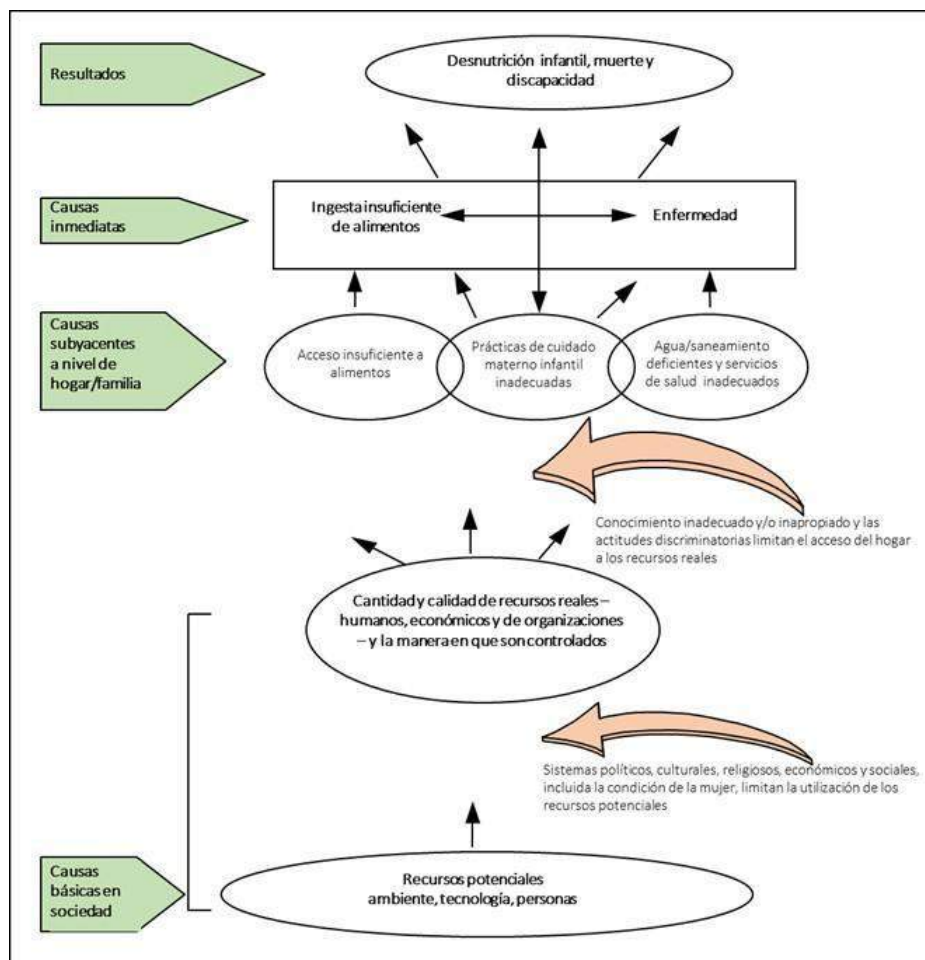 Resultados
Desnutrición infantil, muerte y
discapacidad
Causas
inmediatas
Ingesta insuficiente
de alimentos
Enfermedad
Causas
subyacentes
a nivel de
hogar/familia
Acceso insuficiente a
alimentos
Prácticas de cuidado
materno infantil
inadecuadas
Agua/saneamiento
deficientes y servicios
de salud inadecuados
Conocimiento inadecuado y/o inapropiado y las
actitudes discriminatorias limitan el acceso del hogar
a los recursos reales
Cantidad y calidad de recursos reales –
humanos, económicos y de organizaciones
– y la manera en que son controlados
Sistemas políticos, culturales, religiosos, económicos y sociales,
incluida la condición de la mujer, limitan la utilización de los
recursos potenciales
Causas
básicas en
sociedad
Recursos potenciales
ambiente, tecnología, personas